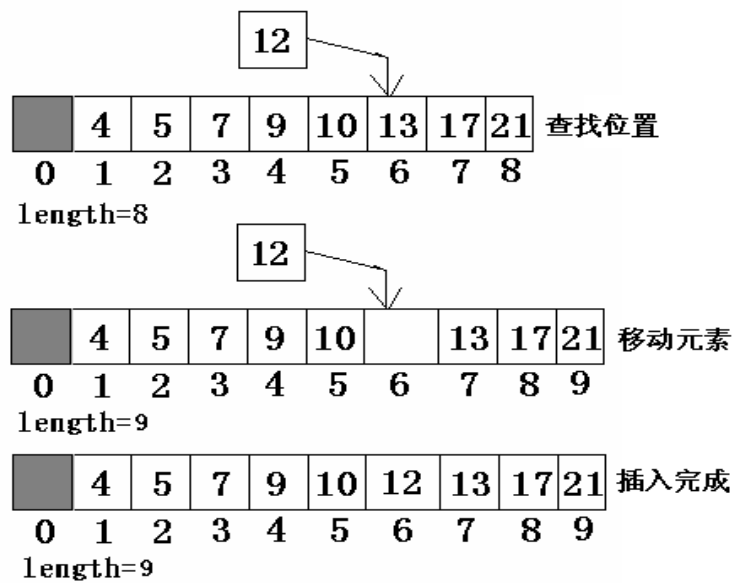 12
4 5 7 9 10 13 17 21 查找位置
0 1 2 3 4 5 6 7 8
length=8
12
4 5 7 9 10 13 17 21 移动元素
0 1 2 3 4 5 6 7 8 9
length=9
4 5 7 9 10 12 13 17 21 插入完成
0 1 2 3 4 5 6 7 8 9
length=9